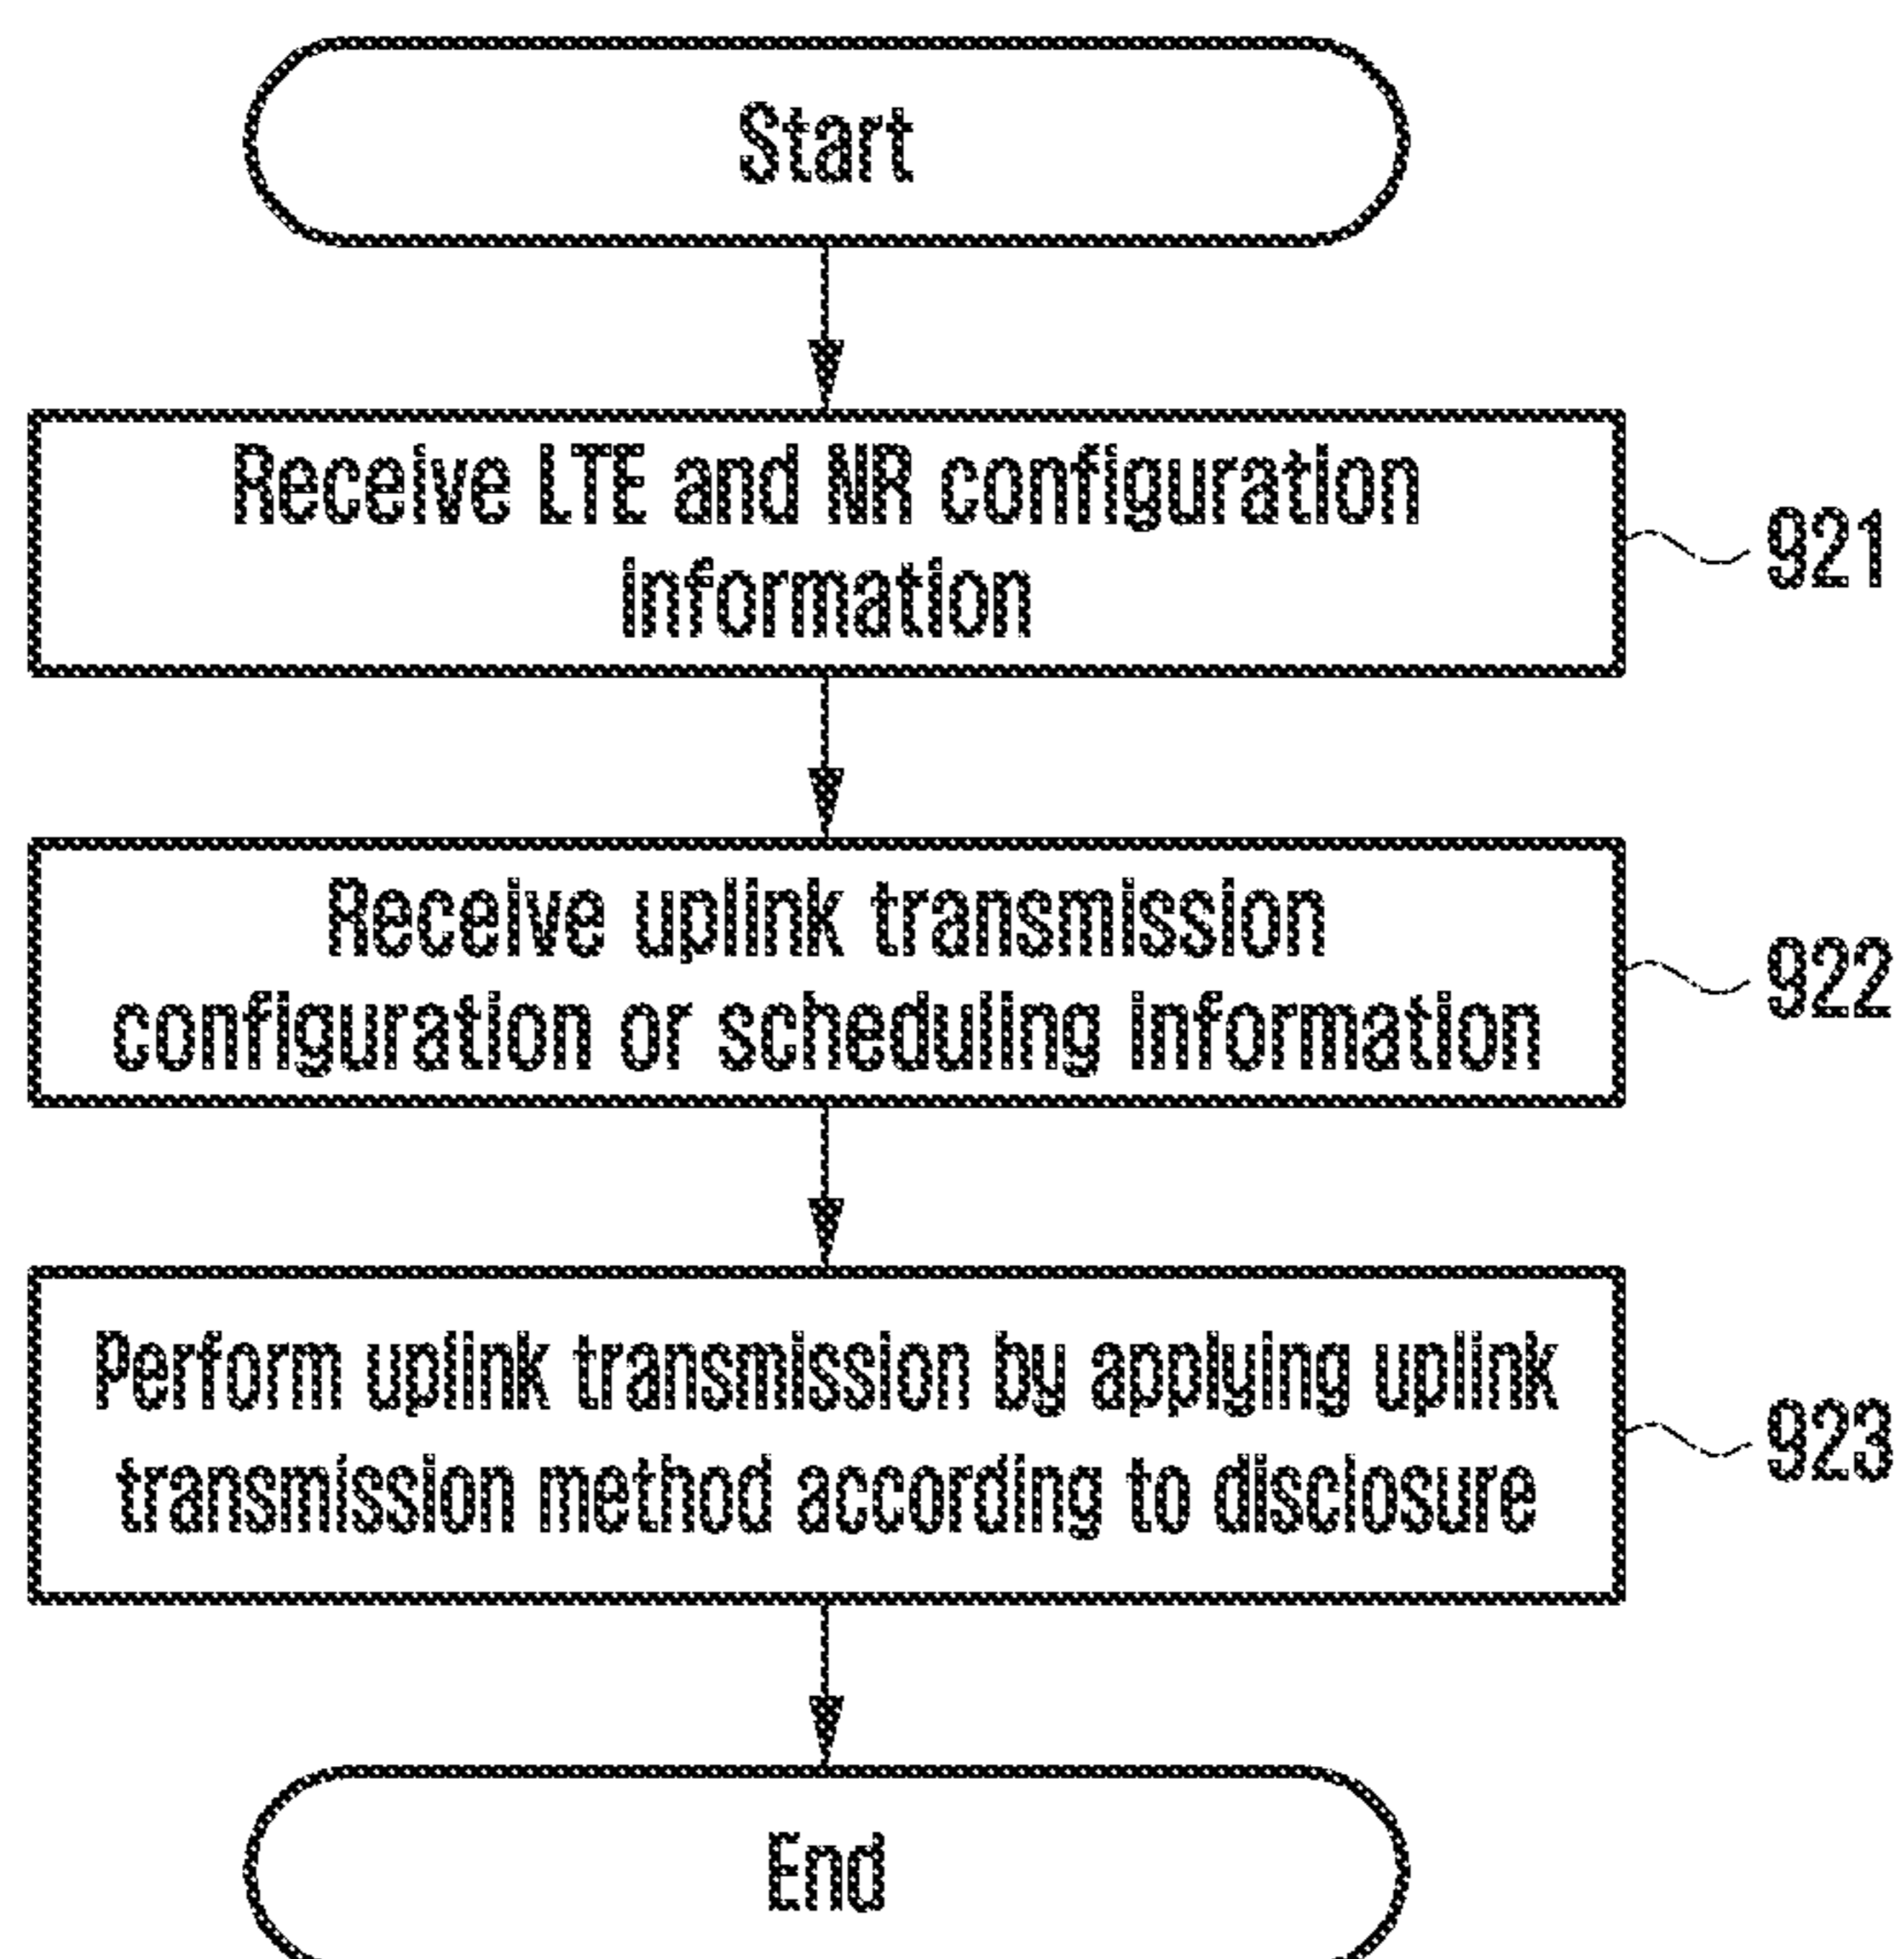 Start
Receive LTE and NR configuration
information
921
Receive uplink transmission
configuration or scheduling information
922
Perform uplink transmission by applying uplink
transmission method according to disclosure
923
End